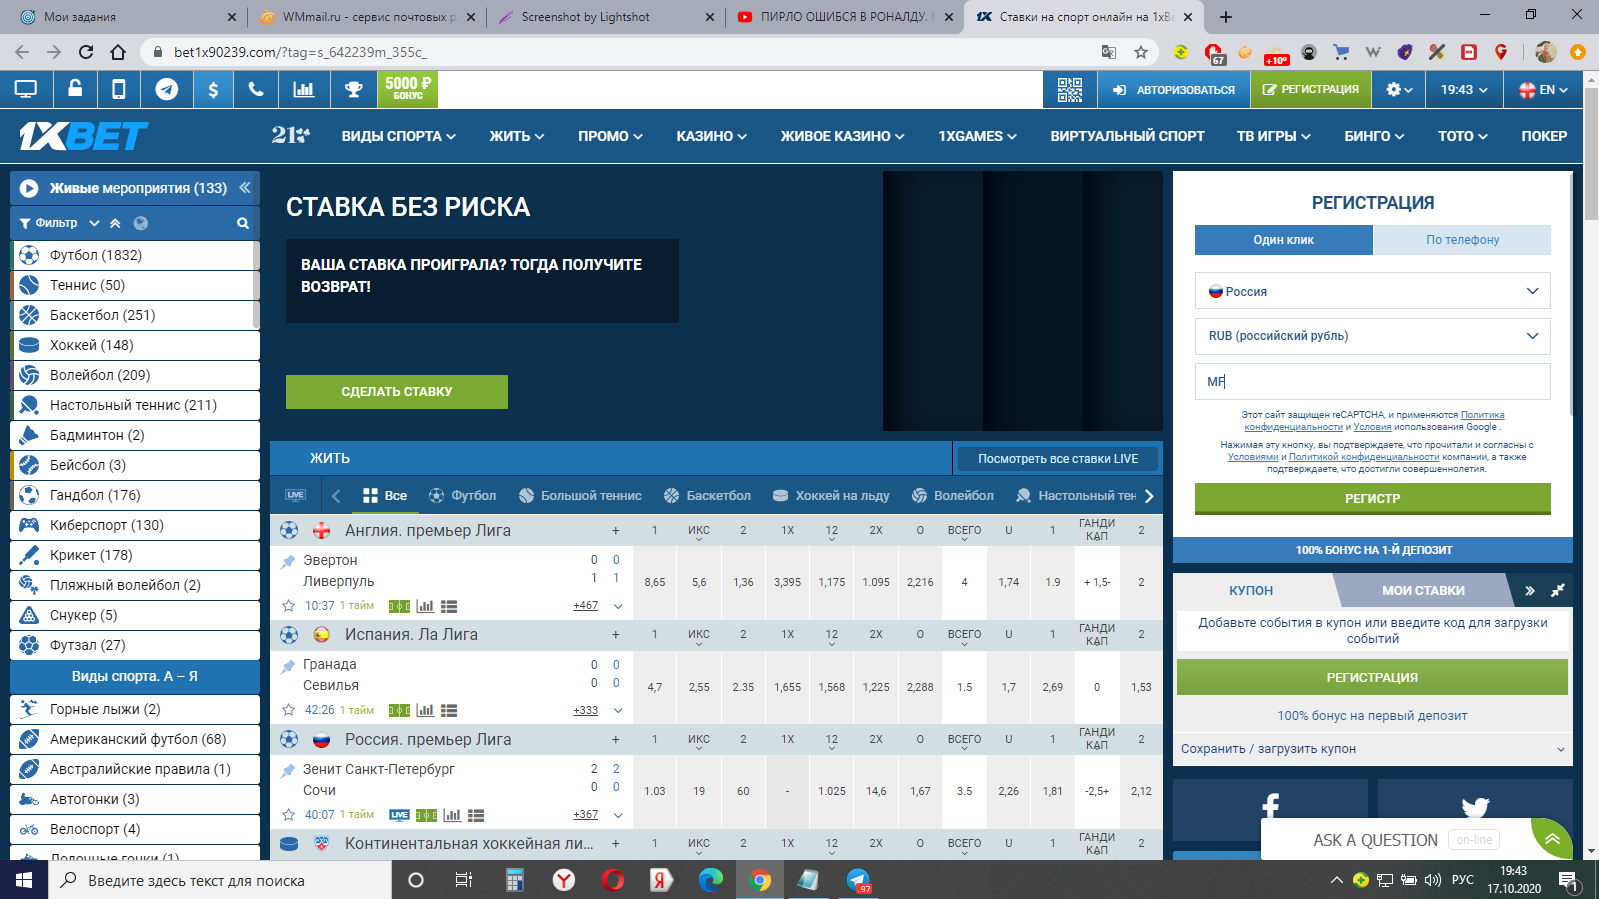 Мои задания
WMmail.ru - сервис почтовых р
Screenshot by Lightshot
ПИРЛО ОШИБСЯ В РОНАЛДУ.
Ставки на спорт онлайн на 1xBe
bet1x90239.com/?tag=s_642239m_355c_
67
+10°
5000 ₽
БОНУС
АВТОРИЗОВАТЬСЯ
РЕГИСТРАЦИЯ
19:43
EN
1XBET
21
ВИДЫ СПОРТА
ЖИТЬ
ПРОМО
КАЗИНО
ЖИВОЕ КАЗИНО
1XGAMES
ВИРТУАЛЬНЫЙ СПОРТ
ТВ ИГРЫ
БИНГО
ТОТО
ПОКЕР
Живые мероприятия (133)
Фильтр
Футбол (1832)
Теннис (50)
Баскетбол (251)
Хоккей (148)
Волейбол (209)
Настольный теннис (211)
Бадминтон (2)
Бейсбол (3)
Гандбол (176)
Киберспорт (130)
Крикет (178)
Пляжный волейбол (2)
Снукер (5)
Футзал (27)
Виды спорта. А – Я
Горные лыжи (2)
Американский футбол (68)
Австралийские правила (1)
Автогонки (3)
Велоспорт (4)
Лодочные гонки (1)
СТАВКА БЕЗ РИСКА
ВАША СТАВКА ПРОИГРАЛА? ТОГДА ПОЛУЧИТЕ
ВОЗВРАТ!
СДЕЛАТЬ СТАВКУ
ЖИТЬ
Посмотреть все ставки LIVE
LIVE
Все
Футбол
Большой теннис
Баскетбол
Хоккей на льду
Волейбол
Настольный тен
Англия. премьер Лига + 1 ИКС 2 1X 12 2X О ВСЕГО U 1 ГАНДИ КАП 2
Эвертон 0 0
Ливерпуль 1 1
8,65 5,6 1,36 3,395 1,175 1.095 2,216 4 1,74 1.9 + 1,5- 2
10:37 1 тайм +467
Испания. Ла Лига + 1 ИКС 2 1X 12 2X О ВСЕГО U 1 ГАНДИ КАП 2
Гранада 0 0
Севилья 0 0
4,7 2,55 2.35 1,655 1,568 1,225 2,288 1.5 1,7 2,69 0 1,53
42:26 1 тайм +333
Россия. премьер Лига + 1 ИКС 2 1X 12 2X О ВСЕГО U 1 ГАНДИ КАП 2
Зенит Санкт-Петербург 2 2
Сочи 0 0
1.03 19 60 - 1.025 14,6 1,67 3.5 2,26 1,81 -2,5+ 2,12
40:07 1 тайм LIVE +367
Континентальная хоккейная ли... + 1 ИКС 2 1X 12 2X О ВСЕГО U 1 ГАНДИ КАП 2
РЕГИСТРАЦИЯ
Один клик
По телефону
Россия
RUB (российский рубль)
MF
Этот сайт защищен reCAPTCHA, и применяются Политика
конфиденциальности и Условия использования Google .
Нажимая эту кнопку, вы подтверждаете, что прочитали и согласны с
Условиями и Политикой конфиденциальности компании, а также
подтверждаете, что достигли совершеннолетия.
РЕГИСТР
100% БОНУС НА 1-Й ДЕПОЗИТ
КУПОН
МОИ СТАВКИ
Добавьте события в купон или введите код для загрузки
событий
РЕГИСТРАЦИЯ
100% бонус на первый депозит
Сохранить / загрузить купон
ASK A QUESTION
on-line
Введите здесь текст для поиска
97
РУС
19:43
17.10.2020
1